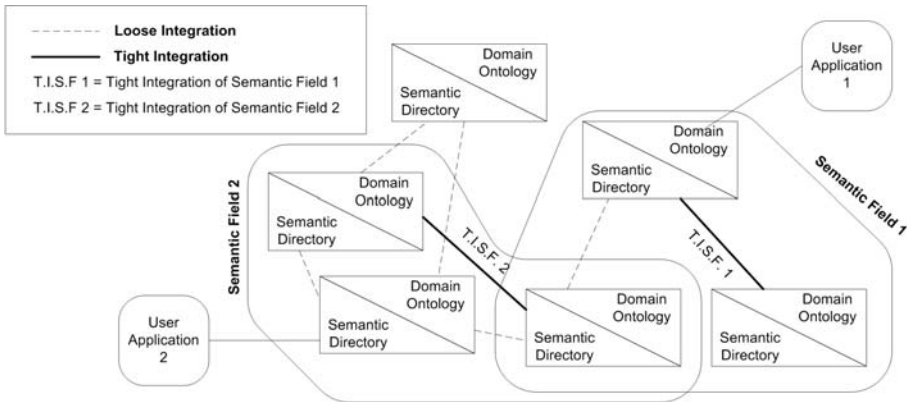 Loose Integration
Tight Integration
T.I.S.F 1 = Tight Integration of Semantic Field 1
T.I.S.F 2 = Tight Integration of Semantic Field 2
Domain
Ontology
Semantic
Directory
User
Application
1
Domain
Ontology
Semantic
Directory
Semantic Field 1
Semantic Field 2
Domain
Ontology
Semantic
Directory
T.I.S.F. 2
T.I.S.F. 1
Domain
Ontology
Semantic
Directory
Domain
Ontology
Semantic
Directory
Domain
Ontology
Semantic
Directory
User
Application
2